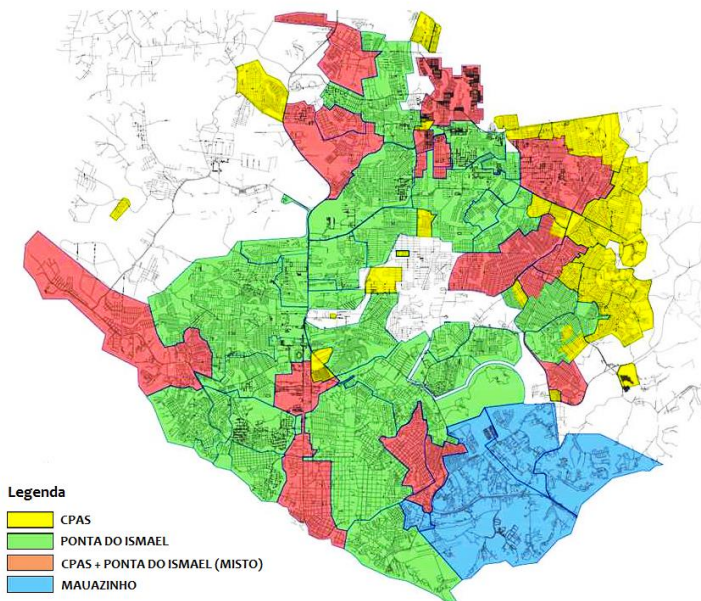 Legenda
CPAS
PONTA DO ISMAEL
CPAS + PONTA DO ISMAEL (MISTO)
MAUAZINHO